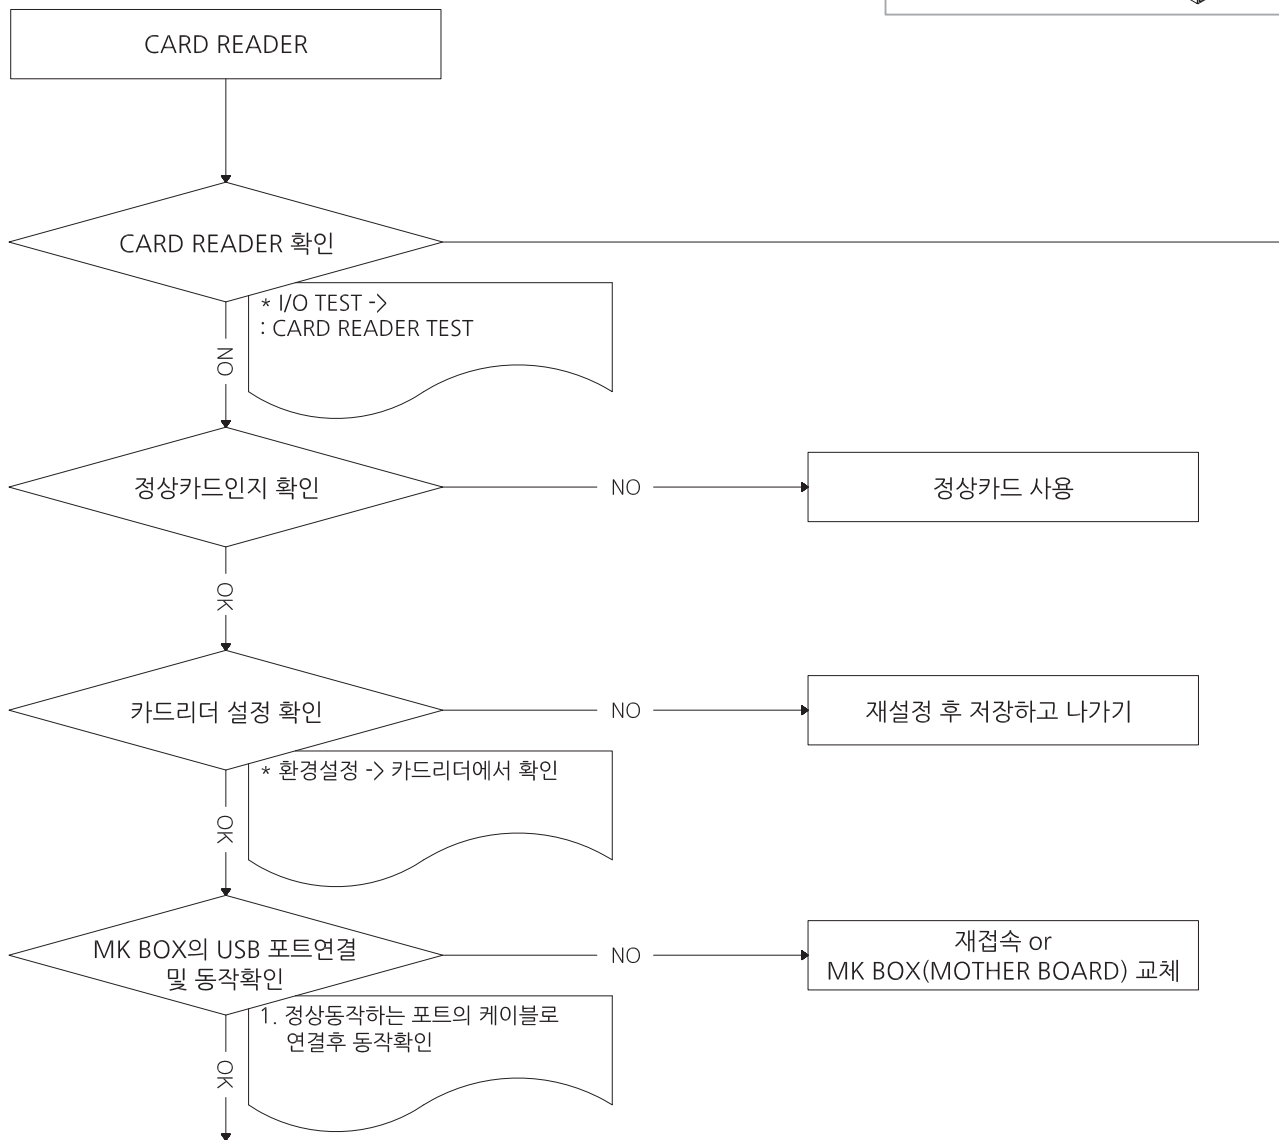 CARD READER
CARD READER 확인
* I/O TEST ->
: CARD READER TEST
NO
정상카드인지 확인
NO
정상카드 사용
OK
카드리더 설정 확인
NO
재설정 후 저장하고 나가기
* 환경설정 -> 카드리더에서 확인
OK
MK BOX의 USB 포트연결
및 동작확인
NO
재접속 or
MK BOX(MOTHER BOARD) 교체
1. 정상동작하는 포트의 케이블로
연결후 동작확인
OK